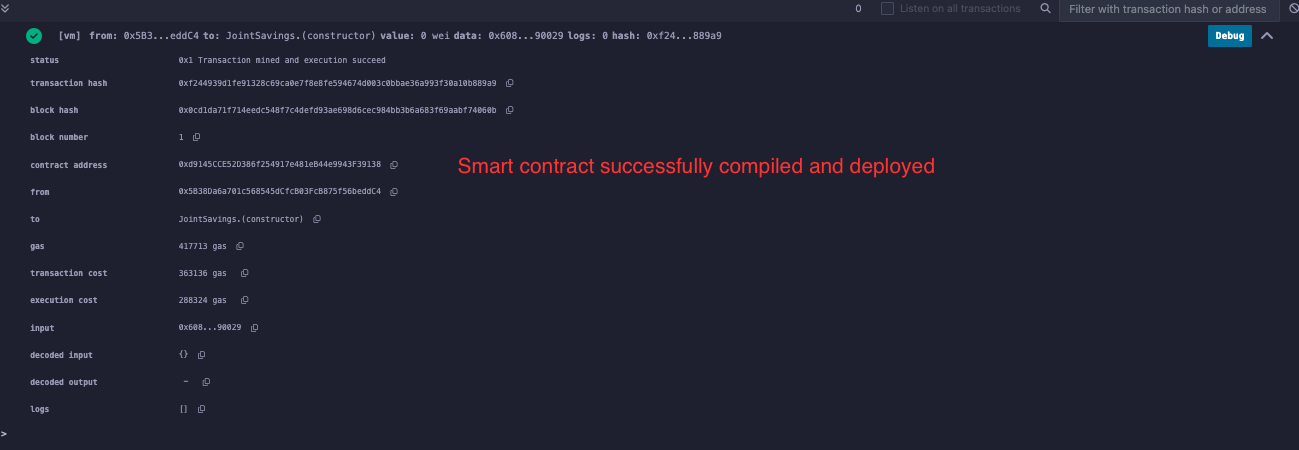 0 Listen on all transactions Filter with transaction hash or address
[vm] from: 0x5B3...eddC4 to: JointSavings.(constructor) value: 0 wei data: 0x608...90029 logs: 0 hash: 0xf24...889a9 Debug
status 0x1 Transaction mined and execution succeed
transaction hash 0xf244939d1fe91328c69ca0e7f8e8fe594674d003c0bbae36a993f30a10b889a9
block hash 0x0cd1da71f714eedc548f7c4defd93ae698d6cec984bb3b6a683f69aabf74060b
block number 1
contract address 0xd9145CCE52D386f254917e481eB44e9943F39138
Smart contract successfully compiled and deployed
from 0x5B38Da6a701c568545dCfcB03FcB875f56beddC4
to JointSavings.(constructor)
gas 417713 gas
transaction cost 363136 gas
execution cost 288324 gas
input 0x608...90029
decoded input {}
decoded output -
logs []
>